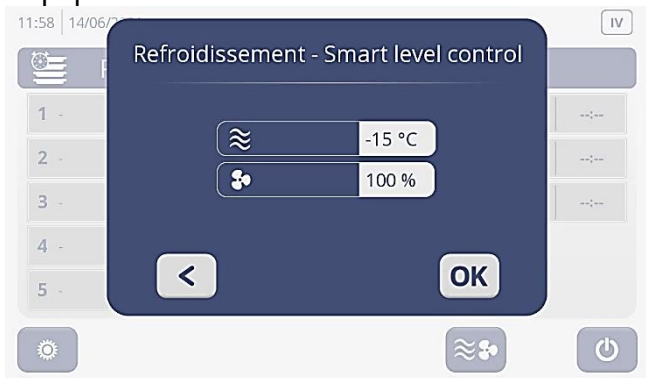 11:58 14/06/
IV
Refroidissement - Smart level control
1 -
--:--
-15 °C
2 -
--:--
100 %
3 -
--:--
4 -
5 -
< OK